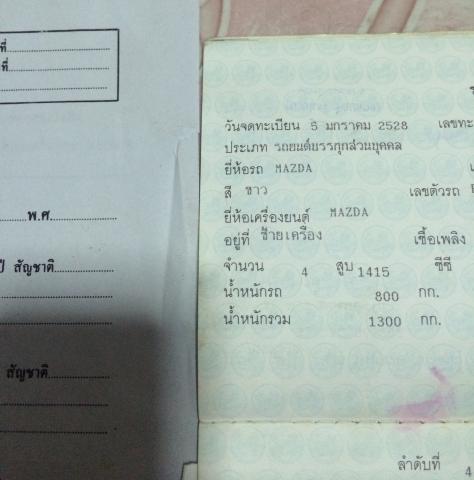 ที่
ที่
พ.ศ
ปี สัญชาติ
สัญชาติ
วันจดทะเบียน 5 มกราคม 2528 เลขทะ
ประเภท รถยนต์บรรทุกส่วนบุคคล
ยี่ห้อรถ MAZDA
สี ขาว เลขตัวรถ
ยี่ห้อเครื่องยนต์ MAZDA
อยู่ที่ ซ้ายเครื่อง เชื้อเพลิง
จำนวน 4 สูบ 1415 ซีซี
น้ำหนักรถ 800 กก.
น้ำหนักรวม 1300 กก.
ลำดับที่ 4